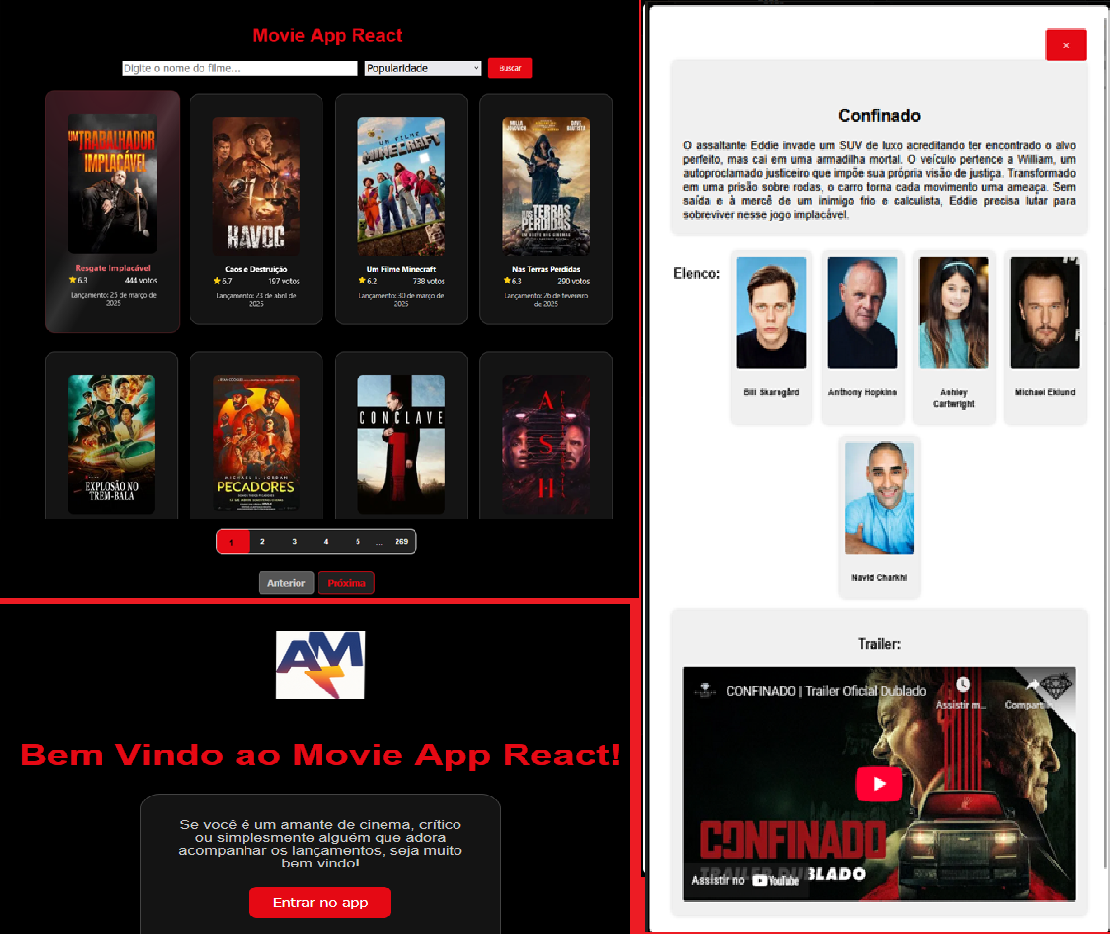 Movie App React
Digite o nome do filme...
Popularidade
Buscar
UM
TRABALHADOR
IMPLACÁVEL
Resgate Implacável
6.3 444 votos
Lançamento: 25 de março de
2025
HAVOC
Caos e Destruição
6.7 197 votos
Lançamento: 23 de abril de
2025
UM FILME
MINECRAFT
Um Filme Minecraft
6.2 738 votos
Lançamento: 30 de março de
2025
MILLA JOVOVICH DAVE BAUTISTA
NAS TERRAS
PERDIDAS
Nas Terras Perdidas
6.3 290 votos
Lançamento: 26 de fevereiro
de 2025
EXPLOSÃO NO
TREM-BALA
MICHAEL B. JORDAN
PECADORES
CONCLAVE
A
S
H
1 2 3 4 5 ... 269
Anterior Próxima
AM
Bem Vindo ao Movie App React!
Se você é um amante de cinema, crítico
ou simplesmente alguém que adora
acompanhar os lançamentos, seja muito
bem vindo!
Entrar no app
×
Confinado
O assaltante Eddie invade um SUV de luxo acreditando ter encontrado o alvo
perfeito, mas cai em uma armadilha mortal. O veículo pertence a William, um
autoproclamado justiceiro que impõe sua própria visão de justiça. Transformado
em uma prisão sobre rodas, o carro torna cada movimento uma ameaça. Sem
saída e à mercê de um inimigo frio e calculista, Eddie precisa lutar para
sobreviver nesse jogo implacável.
Elenco:
Bill Skarsgård
Anthony Hopkins
Ashley
Cartwright
Michael Eklund
Navid Charkhi
Trailer:
CONFINADO | Trailer Oficial Dublado
Assistir m...
Compartil
CONFINADO
TRAILER DUBLADO
Assistir no YouTube